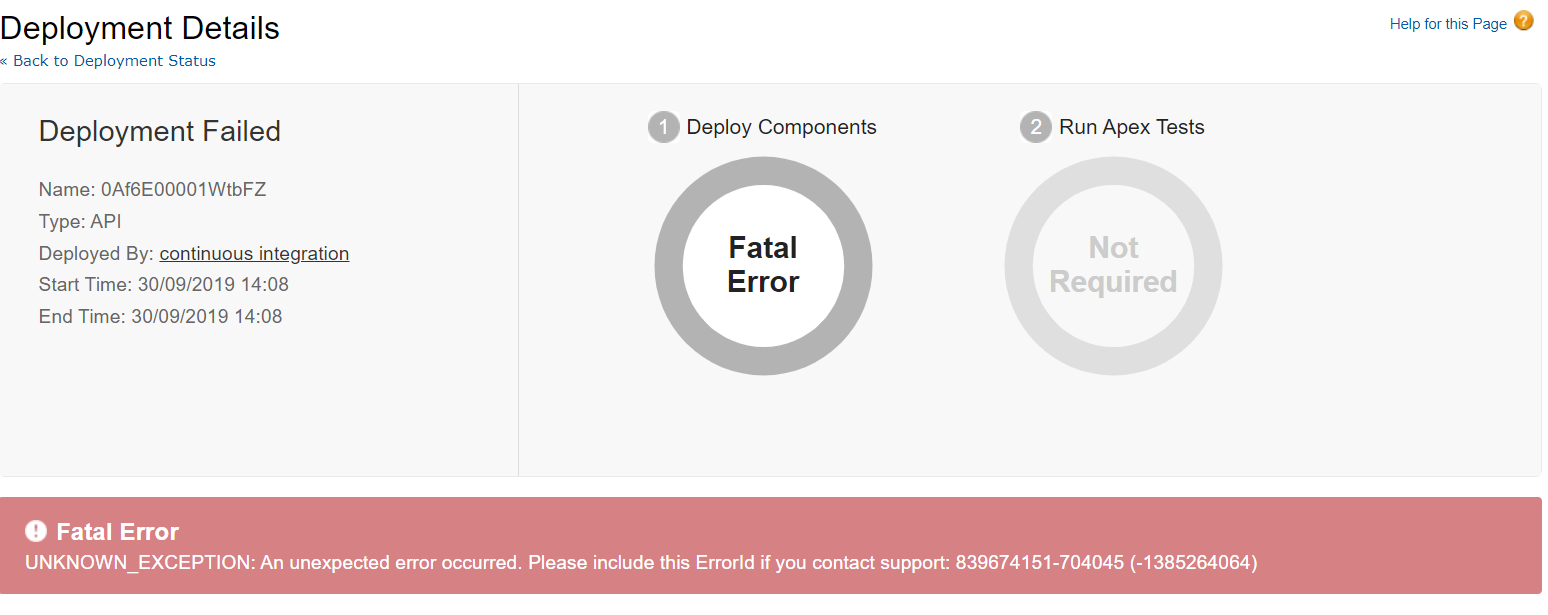 Deployment Details
Help for this Page ?
« Back to Deployment Status
Deployment Failed
Name: 0Af6E00001WtbFZ
Type: API
Deployed By: continuous integration
Start Time: 30/09/2019 14:08
End Time: 30/09/2019 14:08
1 Deploy Components
Fatal
Error
2 Run Apex Tests
Not
Required
! Fatal Error
UNKNOWN_EXCEPTION: An unexpected error occurred. Please include this ErrorId if you contact support: 839674151-704045 (-1385264064)